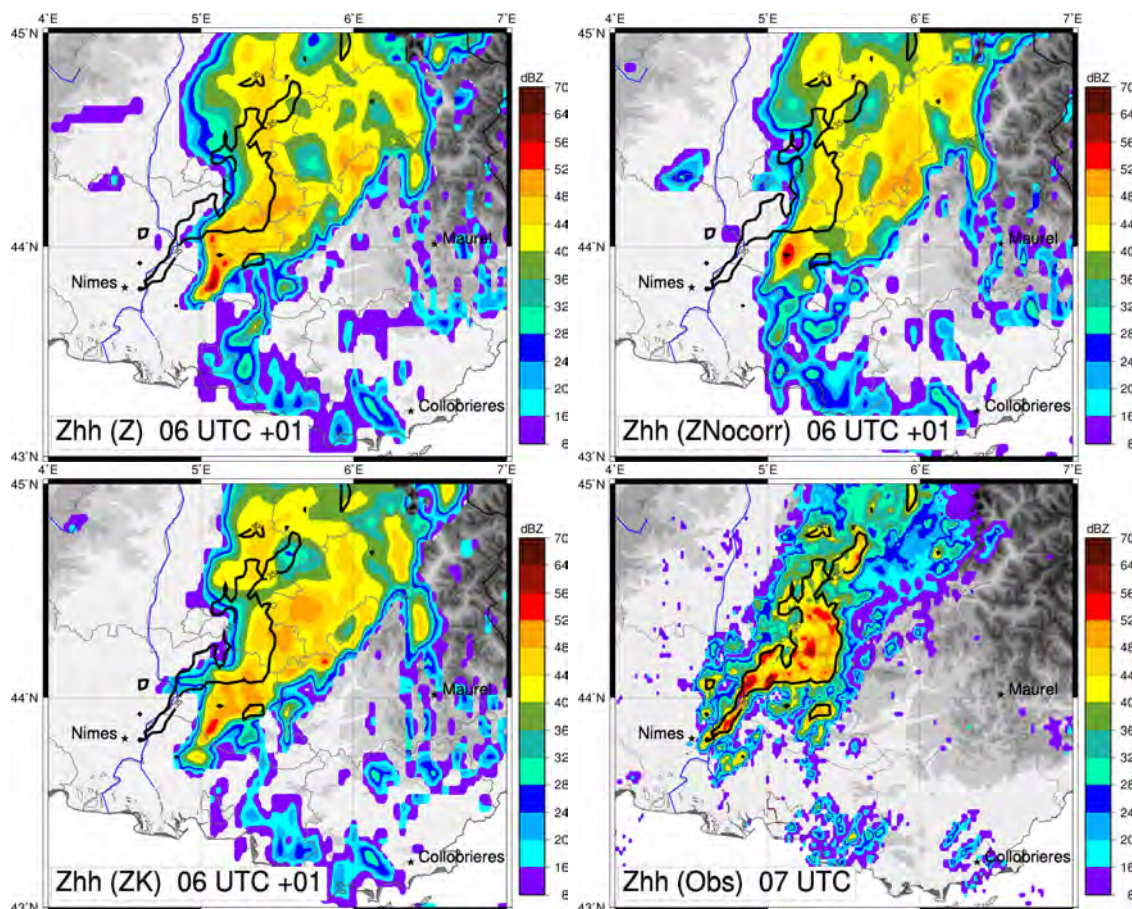 4°E 5°E 6°E 7°E
45°N
44°N
43°N
dBZ
70
64
56
52
48
44
40
36
32
28
24
20
16
8
Nimes
Maurel
Collobrieres
Zhh (Z) 06 UTC +01
4°E 5°E 6°E 7°E
4°E 5°E 6°E 7°E
45°N
44°N
43°N
dBZ
70
64
56
52
48
44
40
36
32
28
24
20
16
8
Nimes
Maurel
Collobrieres
Zhh (ZNocorr) 06 UTC +01
4°E 5°E 6°E 7°E
45°N
44°N
43°N
dBZ
70
64
56
52
48
44
40
36
32
28
24
20
16
8
Nimes
Maurel
Collobrieres
Zhh (ZK) 06 UTC +01
45°N
44°N
43°N
dBZ
70
64
56
52
48
44
40
36
32
28
24
20
16
8
Nimes
Maurel
Collobrieres
Zhh (Obs) 07 UTC